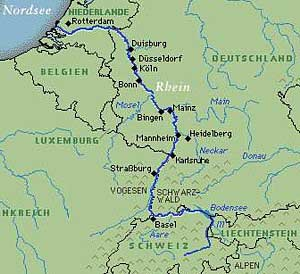 Nordsee
NIEDERLANDE
Rotterdam
Duisburg
Düsseldorf
Köln
BELGIEN
DEUTSCHLAND
Bonn
Rhein
Mosel
Mainz
Main
Bingen
Mannheim
Heidelberg
LUXEMBURG
Neckar
Karlsruhe
Donau
Straßburg
VOGESEN
SCHWARZ-
WALD
Bodensee
NKREICH
Basel
Aare
LIECHTENSTEIN
SCHWEIZ
ALPEN